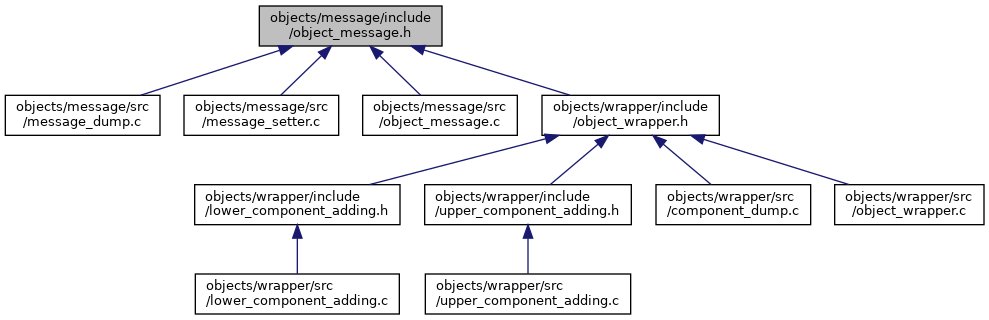 objects/message/include
/object_message.h
objects/message/src
/message_dump.c
objects/message/src
/message_setter.c
objects/message/src
/object_message.c
objects/wrapper/include
/object_wrapper.h
objects/wrapper/include
/lower_component_adding.h
objects/wrapper/include
/upper_component_adding.h
objects/wrapper/src
/component_dump.c
objects/wrapper/src
/object_wrapper.c
objects/wrapper/src
/lower_component_adding.c
objects/wrapper/src
/upper_component_adding.c